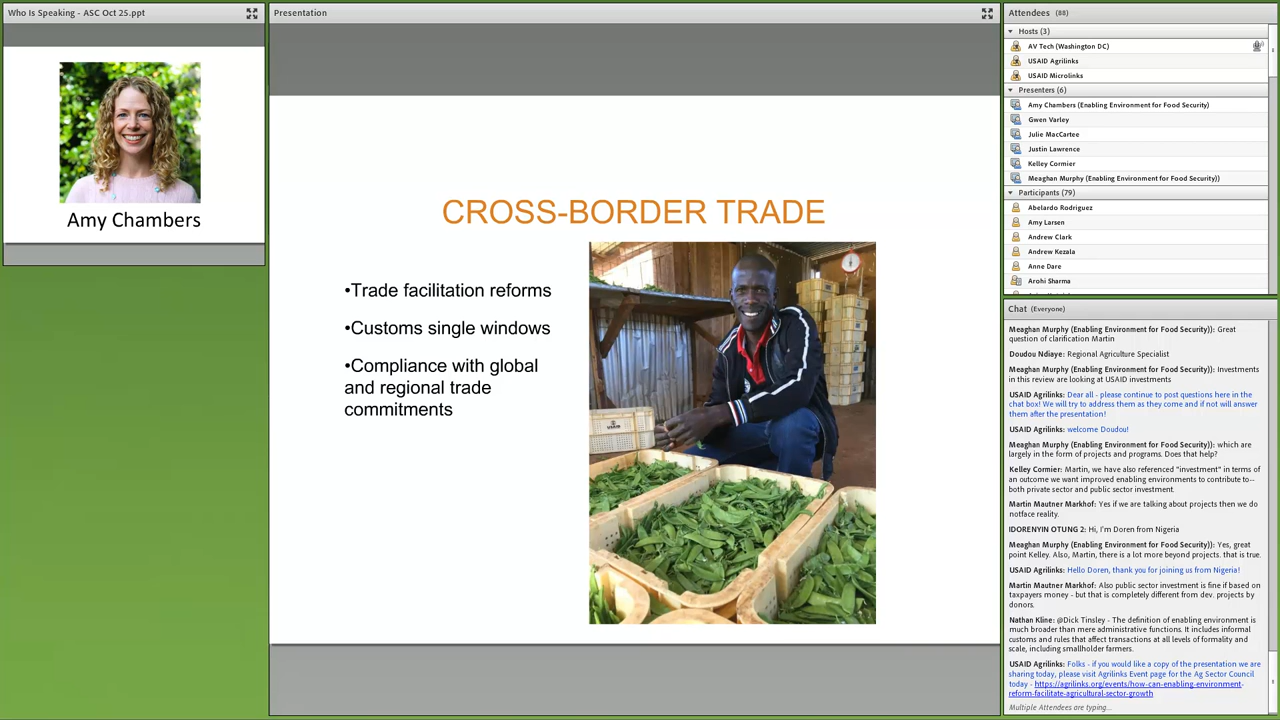 Who Is Speaking - ASC Oct 25.ppt
Amy Chambers
Presentation
CROSS-BORDER TRADE
•Trade facilitation reforms
•Customs single windows
•Compliance with global
and regional trade
commitments
USAID
Attendees (88)
Hosts (3)
AV Tech (Washington DC)
USAID Agrilinks
USAID Microlinks
Presenters (6)
Amy Chambers (Enabling Environment for Food Security)
Gwen Varley
Julie MacCartee
Justin Lawrence
Kelley Cormier
Meaghan Murphy (Enabling Environment for Food Security))
Participants (79)
Abelardo Rodriguez
Amy Larsen
Andrew Clark
Andrew Kezala
Anne Dare
Arohi Sharma
Chat (Everyone)
Meaghan Murphy (Enabling Environment for Food Security)): Great
question of clarification Martin
Doudou Ndiaye: Regional Agriculture Specialist
Meaghan Murphy (Enabling Environment for Food Security)): Investments
in this review are looking at USAID investments
USAID Agrilinks: Dear all - please continue to post questions here in the
chat box! We will try to address them as they come and if not will answer
them after the presentation!
USAID Agrilinks: welcome Doudou!
Meaghan Murphy (Enabling Environment for Food Security)): which are
largely in the form of projects and programs. Does that help?
Kelley Cormier: Martin, we have also referenced "investment" in terms of
an outcome we want improved enabling environments to contribute to--
both private sector and public sector investment.
Martin Mautner Markhof: Yes if we are talking about projects then we do
notface reality.
IDORENYIN OTUNG 2: Hi, I'm Doren from Nigeria
Meaghan Murphy (Enabling Environment for Food Security)): Yes, great
point Kelley. Also, Martin, there is a lot more beyond projects. that is true.
USAID Agrilinks: Hello Doren, thank you for joining us from Nigeria!
Martin Mautner Markhof: Also public sector investment is fine if based on
taxpayers money - but that is completely different from dev. projects by
donors.
Nathan Kline: @Dick Tinsley - The definition of enabling environment is
much broader than mere administrative functions. It includes informal
customs and rules that affect transactions at all levels of formality and
scale, including smallholder farmers.
USAID Agrilinks: Folks - if you would like a copy of the presentation we are
sharing today, please visit Agrilinks Event page for the Ag Sector Council
today - https://agrilinks.org/events/how-can-enabling-environment-
reform-facilitate-agricultural-sector-growth
Multiple Attendees are typing...